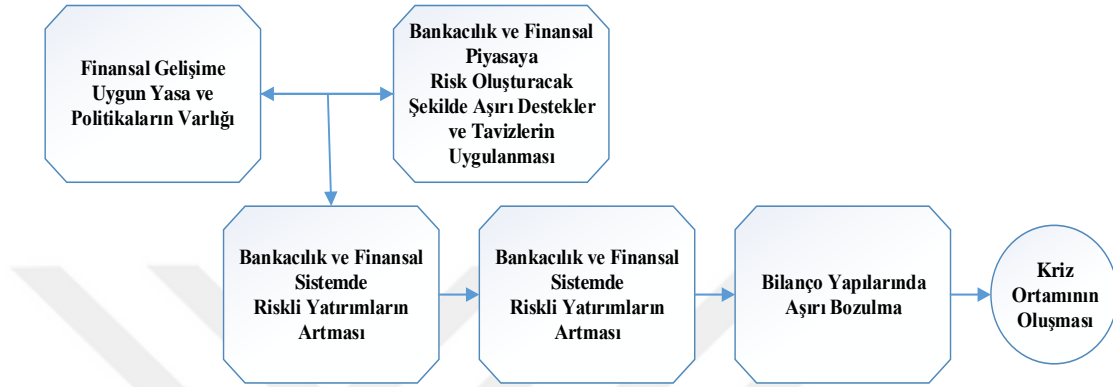 Finansal Gelişime
Uygun Yasa ve
Politikaların Varlığı
Bankacılık ve Finansal
Piyasaya
Risk Oluşturacak
Şekilde Aşırı Destekler
ve Tavizlerin
Uygulanması
Bankacılık ve Finansal
Sistemde
Riskli Yatırımların
Artması
Bankacılık ve Finansal
Sistemde
Riskli Yatırımların
Artması
Bilanço Yapılarında
Aşırı Bozulma
Kriz
Ortamının
Oluşması